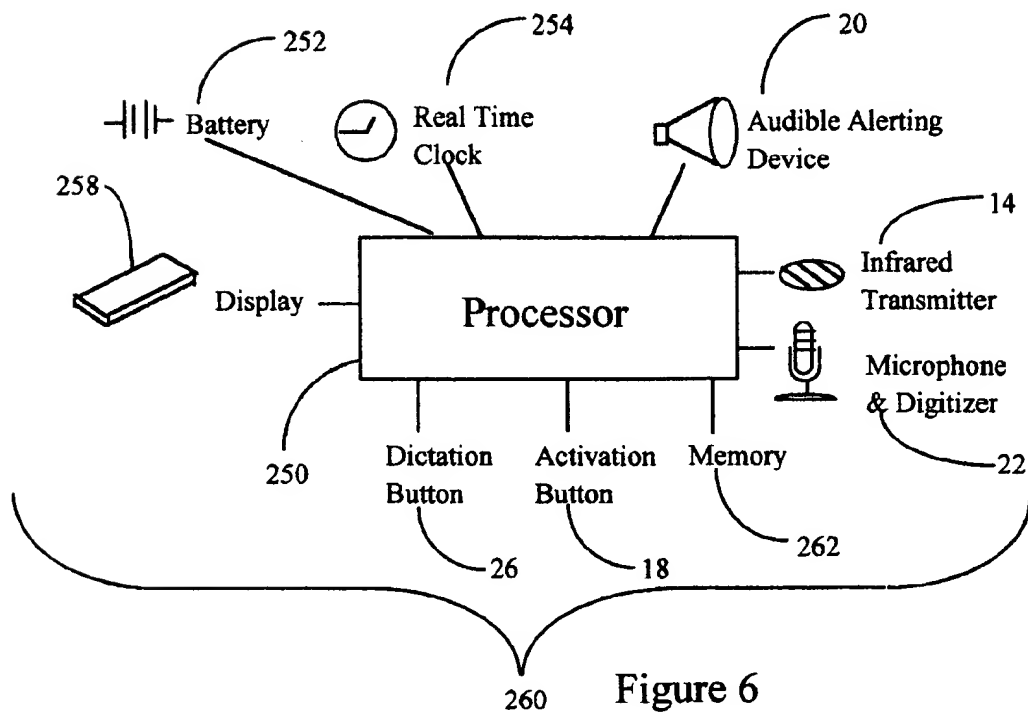 252
254
20
Battery
Real Time
Clock
Audible Alerting
Device
258
14
Display
Processor
Infrared
Transmitter
Microphone
& Digitizer
250
Dictation
Button
Activation
Button
Memory
22
26
18
262
260
Figure 6